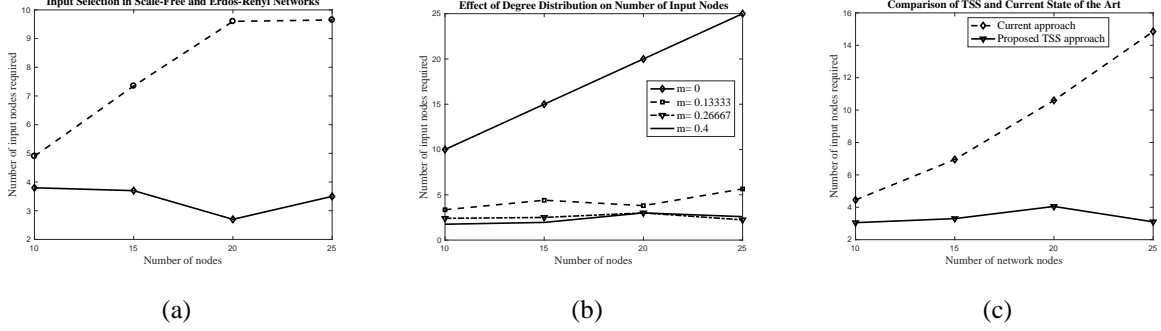 Input Selection in Scale-Free and Erdos-Renyi Networks
10
9
8
7
6
5
4
3
2
10
15
20
25
Number of input nodes required
Number of nodes
(a)
Effect of Degree Distribution on Number of Input Nodes
25
20
15
10
5
0
10
15
20
25
Number of input nodes required
Number of nodes
m= 0
m= 0.13333
m= 0.26667
m= 0.4
(b)
Comparison of TSS and Current State of the Art
16
14
12
10
8
6
4
2
10
15
20
25
Number of input nodes required
Number of network nodes
Current approach
Proposed TSS approach
(c)